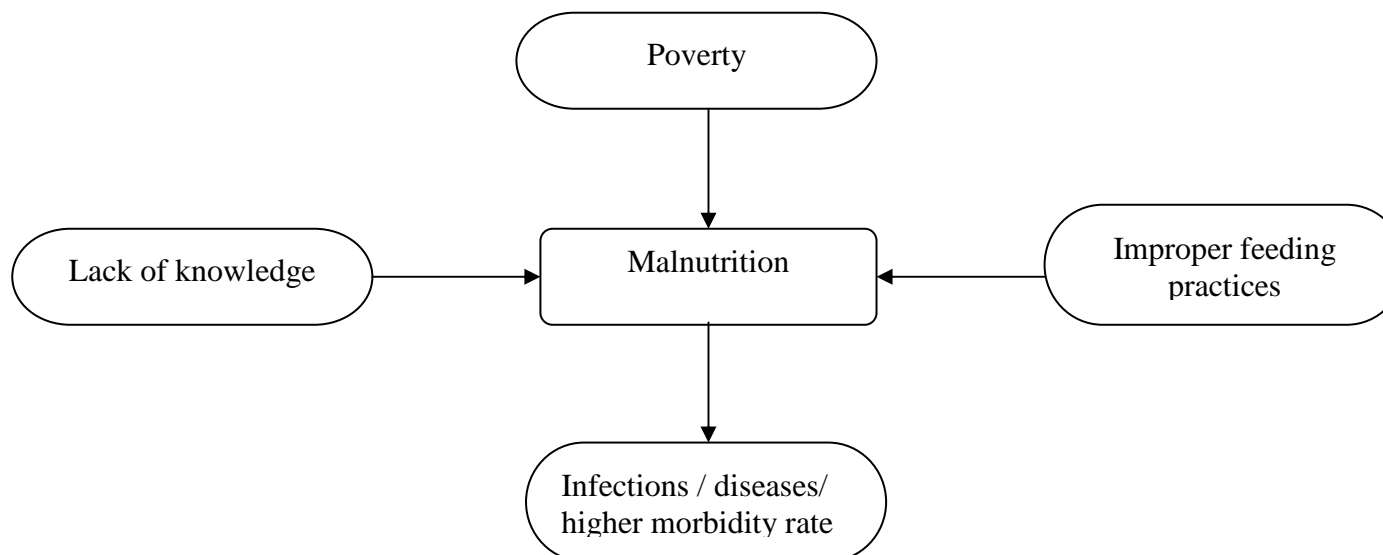 Poverty
Lack of knowledge
Malnutrition
Improper feeding
practices
Infections / diseases/
higher morbidity rate